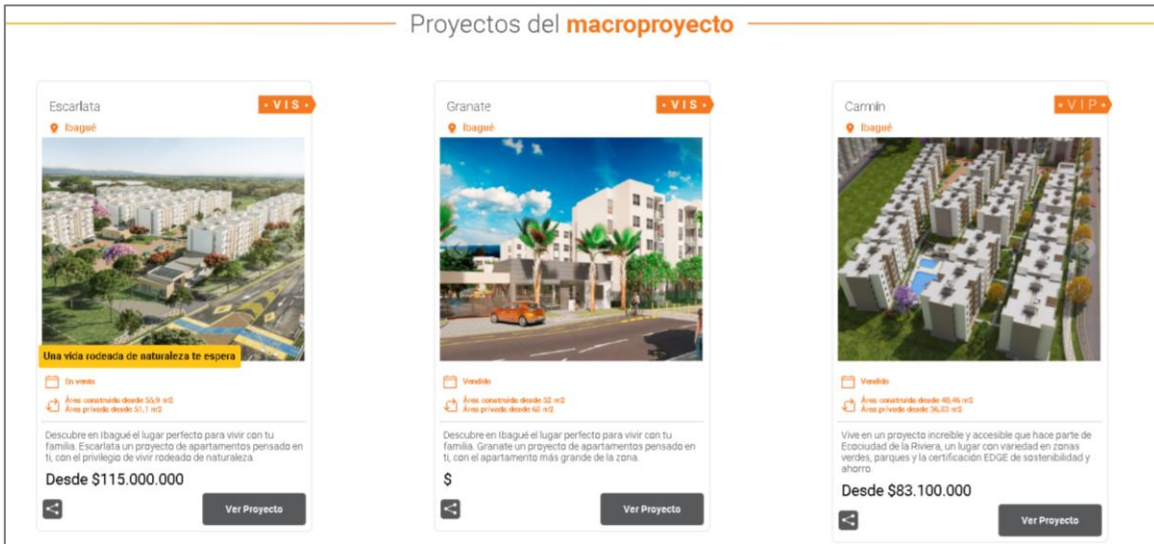 Proyectos del macroproyecto
Escarlata
• VIS •
Ibagué
Una vida rodeada de naturaleza te espera
En venta
Área construida desde 55,9 m2
Área privada desde 51,1 m2
Descubre en Ibagué el lugar perfecto para vivir con tu
familia. Escarlata un proyecto de apartamentos pensado en
ti, con el privilegio de vivir rodeado de naturaleza.
Desde $115.000.000
Ver Proyecto
Granate
• VIS •
Ibagué
Vendido
Área construida desde 52 m2
Área privada desde 60 m2
Descubre en Ibagué el lugar perfecto para vivir con tu
familia. Granate un proyecto de apartamentos pensado en
ti, con el apartamento más grande de la zona.
$
Ver Proyecto
Carmín
• VIP •
Ibagué
Vendido
Área construida desde 40,46 m2
Área privada desde 36,83 m2
Vive en un proyecto increíble y accesible que hace parte de
Ecociudad de la Riviera, un lugar con variedad en zonas
verdes, parques y la certificación EDGE de sostenibilidad y
ahorro.
Desde $83.100.000
Ver Proyecto